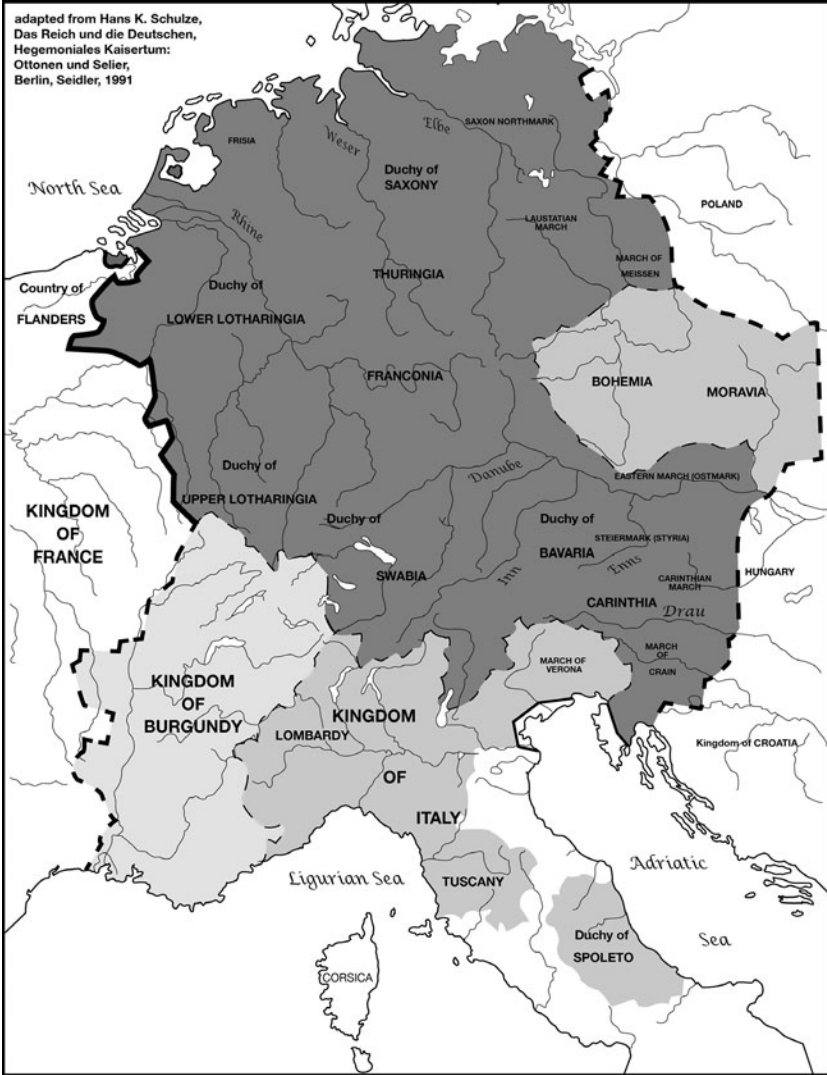 adapted from Hans K. Schulze,
Das Reich und die Deutschen,
Hegemoniales Kaisertum:
Ottonen und Selier,
Berlin, Seidler, 1991
SAXON NORTHMARK
Elbe
Weser
FRISIA
Duchy of
SAXONY
North Sea
POLAND
Rhine
LAUSTATIAN
MARCH
MARCH OF
MEISSEN
THURINGIA
Country of
FLANDERS
Duchy of
LOWER LOTHARINGIA
FRANCONIA
BOHEMIA
MORAVIA
Duchy of
UPPER LOTHARINGIA
Danube
EASTERN MARCH (OSTMARK)
KINGDOM
OF
FRANCE
Duchy of
SWABIA
Duchy of
BAVARIA
STEIERMARK (STYRIA)
Inn
Enns
CARINTHIAN
MARCH
HUNGARY
CARINTHIA
Drau
MARCH
OF
CRAIN
MARCH OF
VERONA
KINGDOM
OF
BURGUNDY
KINGDOM
OF
ITALY
LOMBARDY
Kingdom of CROATIA
Ligurian Sea
TUSCANY
Adriatic
Sea
Duchy of
SPOLETO
CORSICA